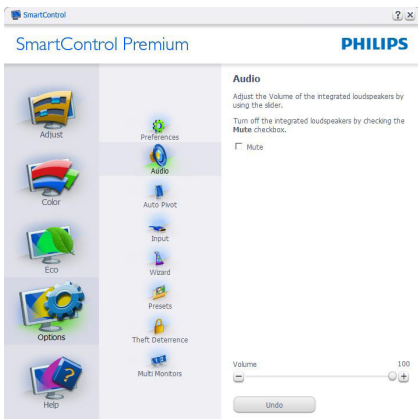 SmartControl
? ×
SmartControl Premium
PHILIPS
Adjust
Color
Eco
Options
Help
Preferences
Audio
Auto Pivot
Input
Wizard
Presets
Theft Deterrence
Multi Monitors
Audio
Adjust the Volume of the integrated loudspeakers by
using the slider.
Turn off the integrated loudspeakers by checking the
Mute checkbox.
Mute
Volume 100
Undo